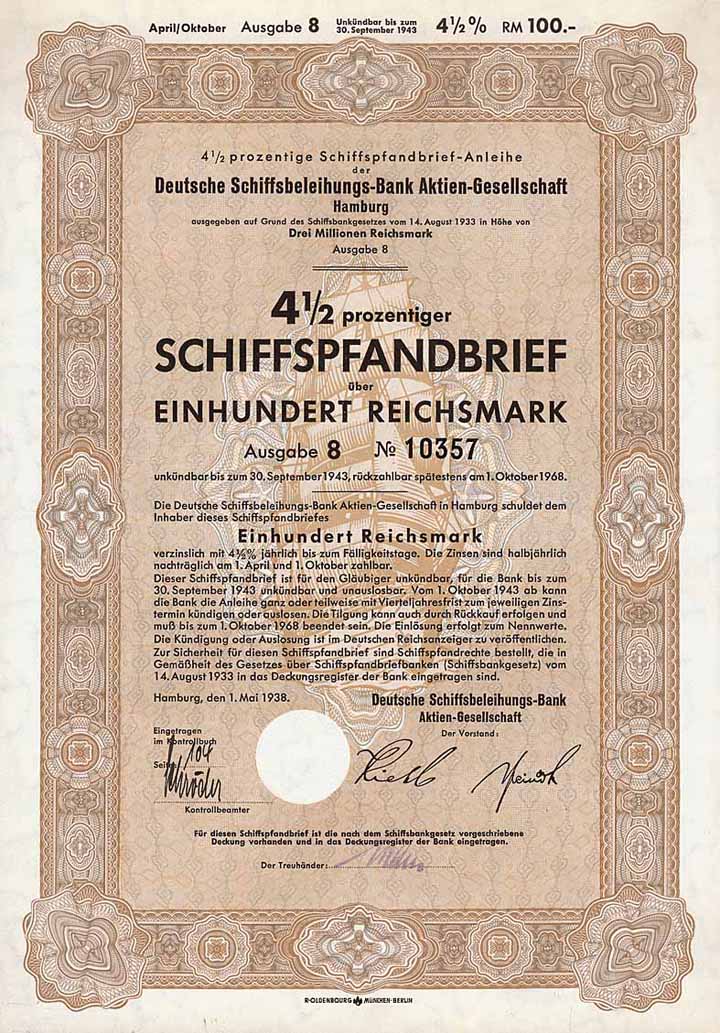 April/Oktober Ausgabe 8 Unkündbar bis zum 30. September 1943 4½% RM 100.-
4½ prozentige Schiffspfandbrief-Anleihe
der
Deutsche Schiffsbeleihungs-Bank Aktien-Gesellschaft
Hamburg
ausgegeben auf Grund des Schiffsbankgesetzes vom 14. August 1933 in Höhe von
Drei Millionen Reichsmark
Ausgabe 8
4½ prozentiger
SCHIFFSPFANDBRIEF
über
EINHUNDERT REICHSMARK
Ausgabe 8 № 10357
unkündbar bis zum 30. September 1943, rückzahlbar spätestens am 1. Oktober 1968.
Die Deutsche Schiffsbeleihungs-Bank Aktien-Gesellschaft in Hamburg schuldet dem
Inhaber dieses Schiffspfandbriefes
Einhundert Reichsmark
verzinslich mit 4½% jährlich bis zum Fälligkeitstage. Die Zinsen sind halbjährlich
nachträglich am 1. April und 1. Oktober zahlbar.
Dieser Schiffspfandbrief ist für den Gläubiger unkündbar, für die Bank bis zum
30. September 1943 unkündbar und unauslosbar. Vom 1. Oktober 1943 ab kann
die Bank die Anleihe ganz oder teilweise mit Vierteljahresfrist zum jeweiligen Zins-
termin kündigen oder auslosen. Die Tilgung kann auch durch Rückkauf erfolgen und
muß bis zum 1. Oktober 1968 beendet sein. Die Einlösung erfolgt zum Nennwerte.
Die Kündigung oder Auslosung ist im Deutschen Reichsanzeiger zu veröffentlichen.
Zur Sicherheit für diesen Schiffspfandbrief sind Schiffspfandrechte bestellt, die in
Gemäßheit des Gesetzes über Schiffspfandbriefbanken (Schiffsbankgesetz) vom
14. August 1933 in das Deckungsregister der Bank eingetragen sind.
Hamburg, den 1. Mai 1938.
Deutsche Schiffsbeleihungs-Bank
Aktien-Gesellschaft
Der Vorstand:
Eingetragen
im Kontrollbuch
Seite 104
Schröder
Kontrollbeamter
Für diesen Schiffspfandbrief ist die nach dem Schiffsbankgesetz vorgeschriebene
Deckung vorhanden und in das Deckungsregister der Bank eingetragen.
Der Treuhänder:
R·OLDENBOURG MÜNCHEN·BERLIN